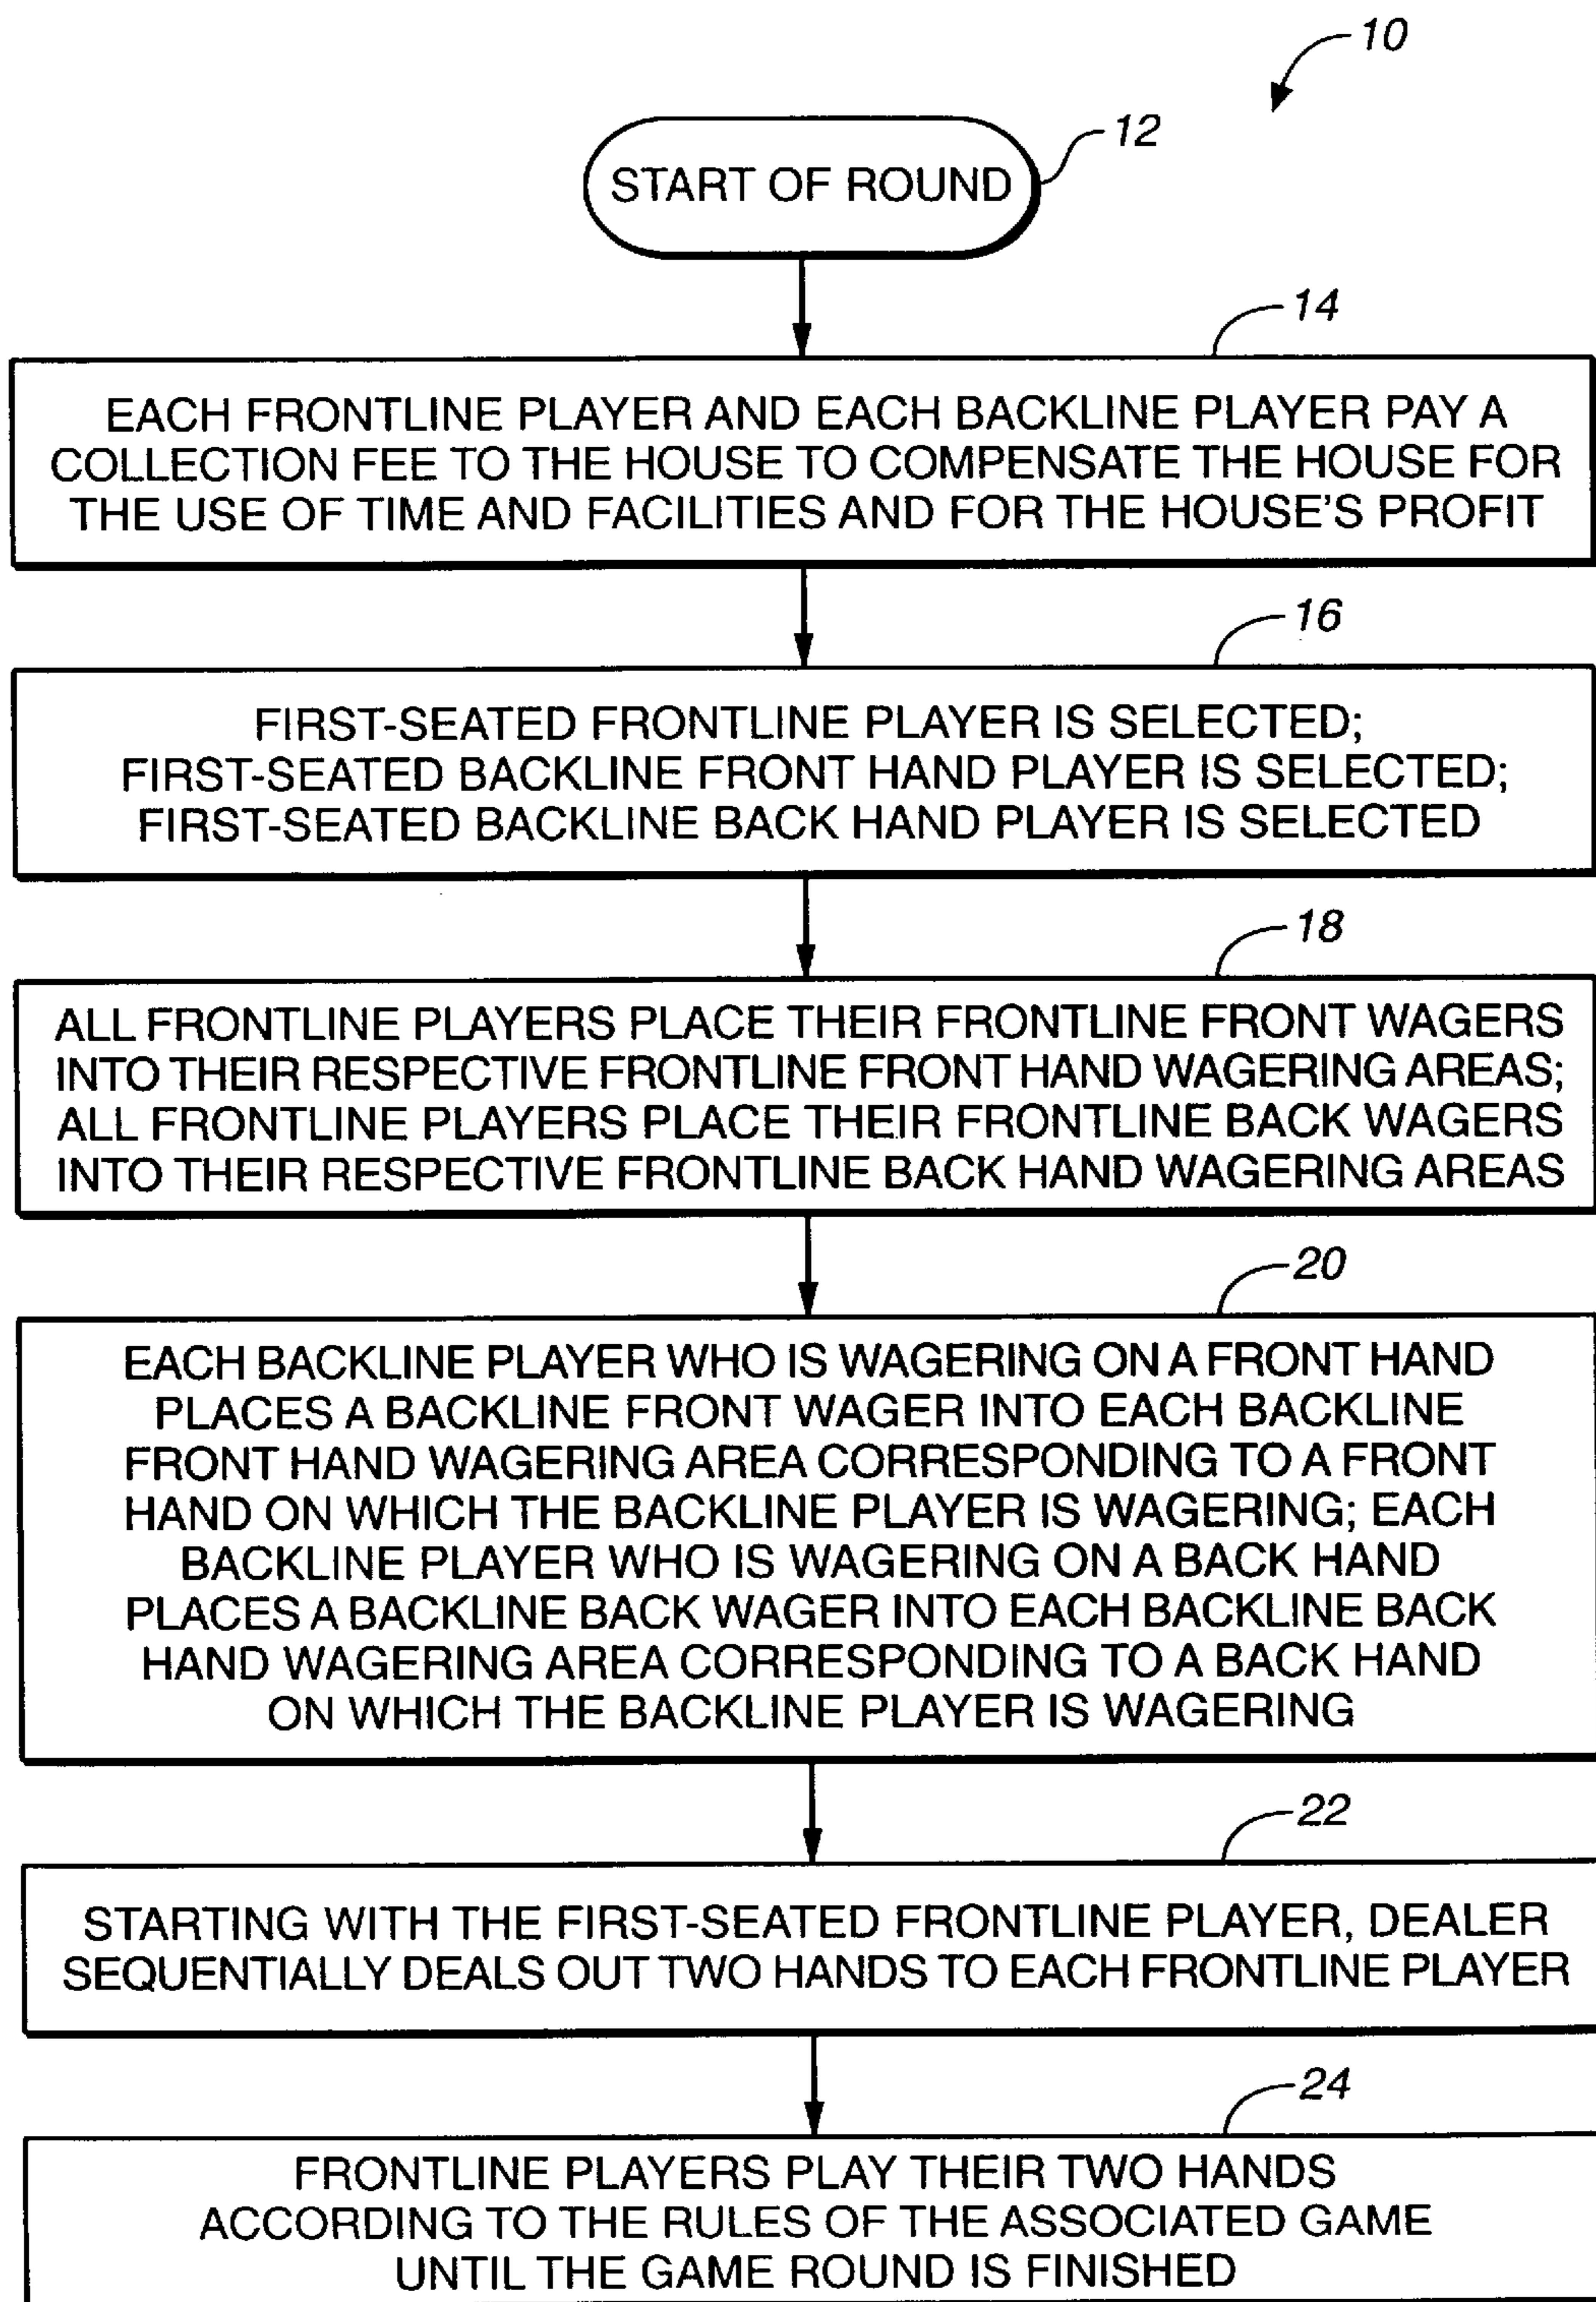 10
12
START OF ROUND
14
EACH FRONTLINE PLAYER AND EACH BACKLINE PLAYER PAY A
COLLECTION FEE TO THE HOUSE TO COMPENSATE THE HOUSE FOR
THE USE OF TIME AND FACILITIES AND FOR THE HOUSE'S PROFIT
16
FIRST-SEATED FRONTLINE PLAYER IS SELECTED;
FIRST-SEATED BACKLINE FRONT HAND PLAYER IS SELECTED;
FIRST-SEATED BACKLINE BACK HAND PLAYER IS SELECTED
18
ALL FRONTLINE PLAYERS PLACE THEIR FRONTLINE FRONT WAGERS
INTO THEIR RESPECTIVE FRONTLINE FRONT HAND WAGERING AREAS;
ALL FRONTLINE PLAYERS PLACE THEIR FRONTLINE BACK WAGERS
INTO THEIR RESPECTIVE FRONTLINE BACK HAND WAGERING AREAS
20
EACH BACKLINE PLAYER WHO IS WAGERING ON A FRONT HAND
PLACES A BACKLINE FRONT WAGER INTO EACH BACKLINE
FRONT HAND WAGERING AREA CORRESPONDING TO A FRONT
HAND ON WHICH THE BACKLINE PLAYER IS WAGERING; EACH
BACKLINE PLAYER WHO IS WAGERING ON A BACK HAND
PLACES A BACKLINE BACK WAGER INTO EACH BACKLINE BACK
HAND WAGERING AREA CORRESPONDING TO A BACK HAND
ON WHICH THE BACKLINE PLAYER IS WAGERING
22
STARTING WITH THE FIRST-SEATED FRONTLINE PLAYER, DEALER
SEQUENTIALLY DEALS OUT TWO HANDS TO EACH FRONTLINE PLAYER
24
FRONTLINE PLAYERS PLAY THEIR TWO HANDS
ACCORDING TO THE RULES OF THE ASSOCIATED GAME
UNTIL THE GAME ROUND IS FINISHED